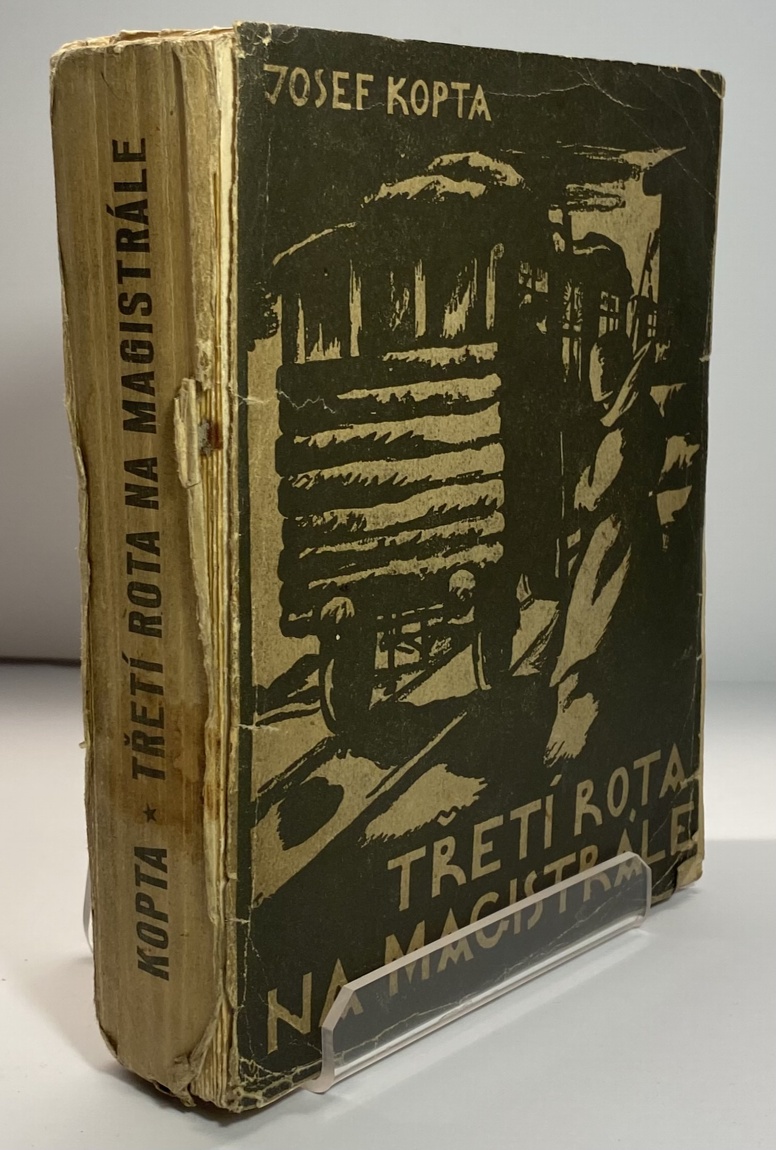 KOPTA ★ TŘETÍ ROTA NA MAGISTRÁLE
JOSEF KOPTA
TŘETÍ ROTA
NA MAGISTRÁLE